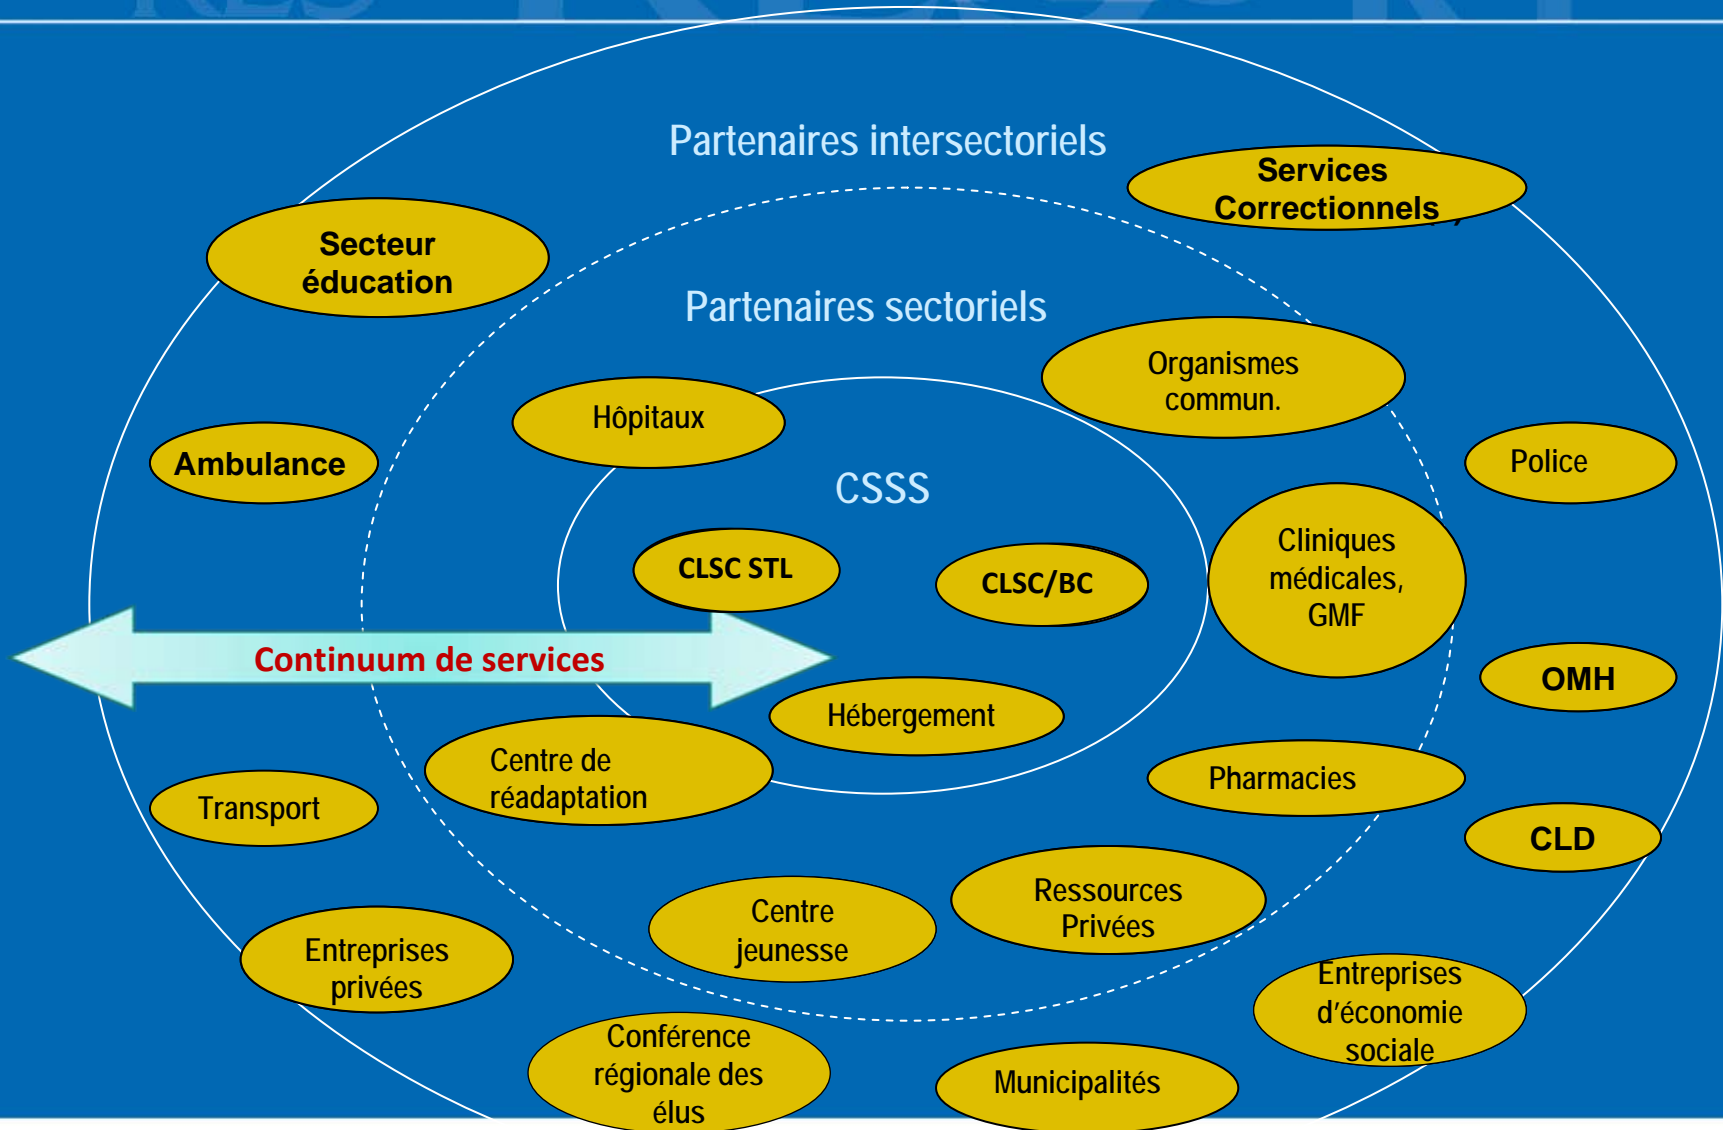 Partenaires intersectoriels
Services
Correctionnels
Secteur
éducation
Partenaires sectoriels
Organismes
commun.
Hôpitaux
Ambulance
Police
CSSS
Cliniques
médicales,
GMF
CLSC STL
CLSC/BC
Continuum de services
OMH
Hébergement
Centre de
réadaptation
Pharmacies
Transport
CLD
Ressources
Privées
Centre
jeunesse
Entreprises
privées
Entreprises
d'économie
sociale
Conférence
régionale des
élus
Municipalités